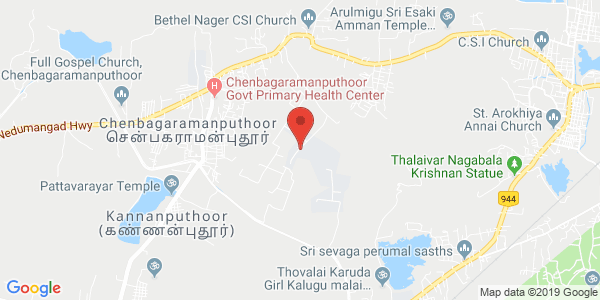 Bethel Nager CSI Church
Arulmigu Sri Esaki
Amman Temple...
C.S.I Church
Full Gospel Church,
Chenbagaramanputhoor
H
Chenbagaramanputhoor
Govt Primary Health Center
Nedumangad Hwy
Chenbagaramanputhoor
சென்பகராமன்புதூர்
St. Arokhiya
Annai Church
Thalaivar Nagabala
Krishnan Statue
Pattavarayar Temple
944
Kannanputhoor
(கண்ணன்புதூர்)
Sri sevaga perumal sasths
Thovalai Karuda
Girl Kalugu malai...
Google
Map data ©2019 Google